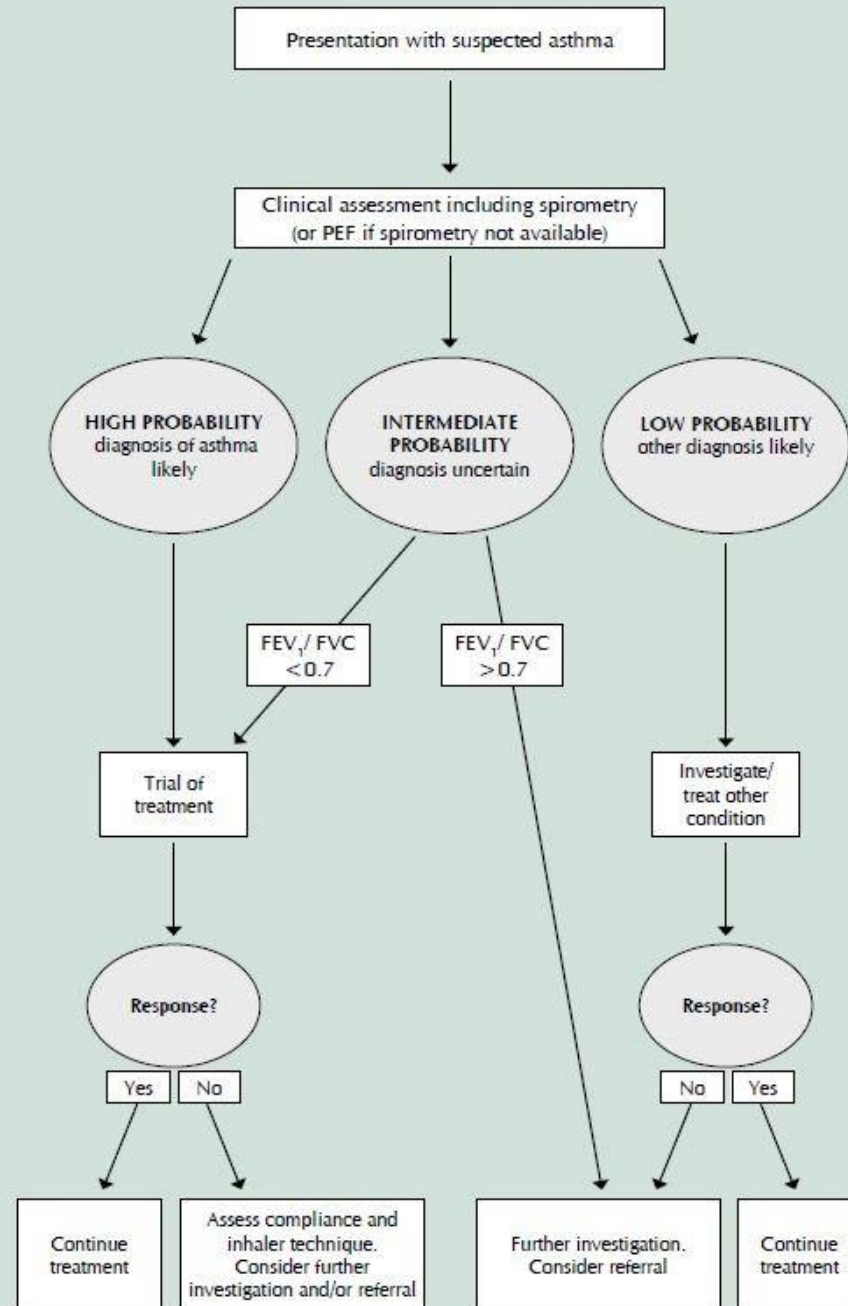 Presentation with suspected asthma
Clinical assessment including spirometry
(or PEF if spirometry not available)
HIGH PROBABILITY
diagnosis of asthma
likely
INTERMEDIATE
PROBABILITY
diagnosis uncertain
LOW PROBABILITY
other diagnosis likely
FEV₁/ FVC
<0.7
FEV₁/ FVC
>0.7
Trial of
treatment
Investigate/
treat other
condition
Response?
Response?
Yes
No
No
Yes
Continue
treatment
Assess compliance and
inhaler technique.
Consider further
investigation and/or referral
Further investigation.
Consider referral
Continue
treatment